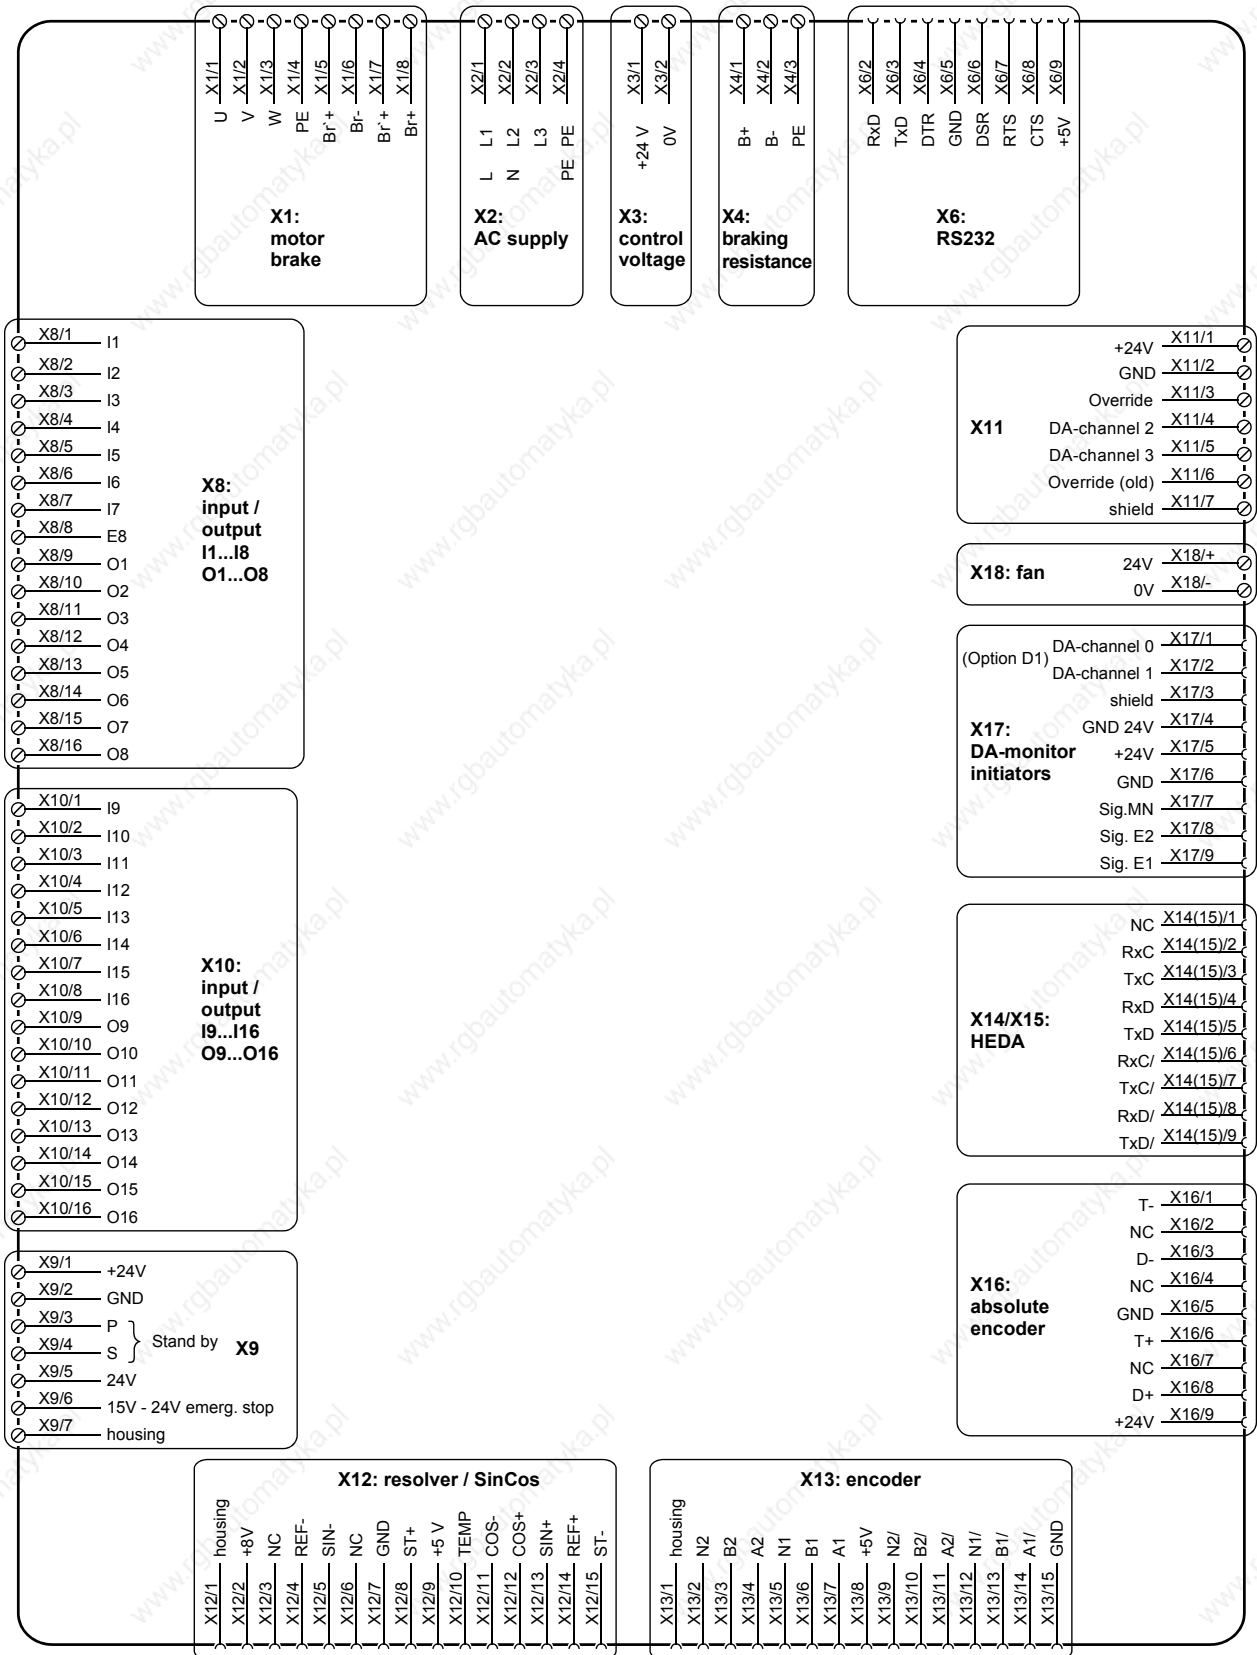 X1/1 X1/2 X1/3 X1/4 X1/5 X1/6 X1/7 X1/8
U V W PE Br`+ Br- Br`+ Br+
X1:
motor
brake
X2/1 X2/2 X2/3 X2/4
L1 L2 L3 PE
L N PE
X2:
AC supply
X3/1 X3/2
+24 V 0V
X3:
control
voltage
X4/1 X4/2 X4/3
B+ B- PE
X4:
braking
resistance
X6/2 X6/3 X6/4 X6/5 X6/6 X6/7 X6/8 X6/9
RxD TxD DTR GND DSR RTS CTS +5V
X6:
RS232
X8/1 I1
X8/2 I2
X8/3 I3
X8/4 I4
X8/5 I5
X8/6 I6
X8/7 I7
X8/8 E8
X8/9 O1
X8/10 O2
X8/11 O3
X8/12 O4
X8/13 O5
X8/14 O6
X8/15 O7
X8/16 O8
X8:
input /
output
I1...I8
O1...O8
X10/1 I9
X10/2 I10
X10/3 I11
X10/4 I12
X10/5 I13
X10/6 I14
X10/7 I15
X10/8 I16
X10/9 O9
X10/10 O10
X10/11 O11
X10/12 O12
X10/13 O13
X10/14 O14
X10/15 O15
X10/16 O16
X10:
input /
output
I9...I16
O9...O16
X9/1 +24V
X9/2 GND
X9/3 P
X9/4 S
Stand by X9
X9/5 24V
X9/6 15V - 24V emerg. stop
X9/7 housing
X11
+24V X11/1
GND X11/2
Override X11/3
DA-channel 2 X11/4
DA-channel 3 X11/5
Override (old) X11/6
shield X11/7
X18: fan
24V X18/+
0V X18/-
(Option D1)
DA-channel 0 X17/1
DA-channel 1 X17/2
shield X17/3
GND 24V X17/4
+24V X17/5
GND X17/6
Sig.MN X17/7
Sig. E2 X17/8
Sig. E1 X17/9
X17:
DA-monitor
initiators
NC X14(15)/1
RxC X14(15)/2
TxC X14(15)/3
RxD X14(15)/4
TxD X14(15)/5
RxC/ X14(15)/6
TxC/ X14(15)/7
RxD/ X14(15)/8
TxD/ X14(15)/9
X14/X15:
HEDA
T- X16/1
NC X16/2
D- X16/3
NC X16/4
GND X16/5
T+ X16/6
NC X16/7
D+ X16/8
+24V X16/9
X16:
absolute
encoder
X12: resolver / SinCos
housing +8V NC REF- SIN- NC GND ST+ +5 V TEMP COS- COS+ SIN+ REF+ ST-
X12/1 X12/2 X12/3 X12/4 X12/5 X12/6 X12/7 X12/8 X12/9 X12/10 X12/11 X12/12 X12/13 X12/14 X12/15
X13: encoder
housing N2 B2 A2 N1 B1 A1 +5V N2/ B2/ A2/ N1/ B1/ A1/ GND
X13/1 X13/2 X13/3 X13/4 X13/5 X13/6 X13/7 X13/8 X13/9 X13/10 X13/11 X13/12 X13/13 X13/14 X13/15
www.rgbautomatyka.pl